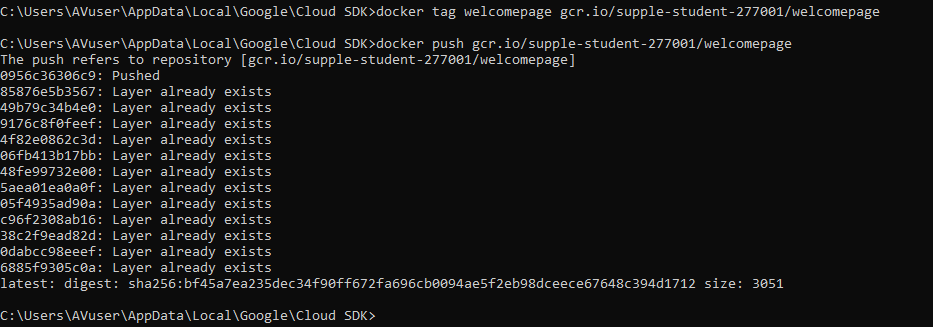 C:\Users\AVuser\AppData\Local\Google\Cloud SDK>docker tag welcomepage gcr.io/supple-student-277001/welcomepage
C:\Users\AVuser\AppData\Local\Google\Cloud SDK>docker push gcr.io/supple-student-277001/welcomepage
The push refers to repository [gcr.io/supple-student-277001/welcomepage]
0956c36306c9: Pushed
85876e5b3567: Layer already exists
49b79c34b4e0: Layer already exists
9176c8f0feef: Layer already exists
4f82e0862c3d: Layer already exists
06fb413b17bb: Layer already exists
48fe99732e00: Layer already exists
5aea01ea0a0f: Layer already exists
05f4935ad90a: Layer already exists
c96f2308ab16: Layer already exists
38c2f9ead82d: Layer already exists
0dabcc98eeef: Layer already exists
6885f9305c0a: Layer already exists
latest: digest: sha256:bf45a7ea235dec34f90ff672fa696cb0094ae5f2eb98dceece67648c394d1712 size: 3051
C:\Users\AVuser\AppData\Local\Google\Cloud SDK>